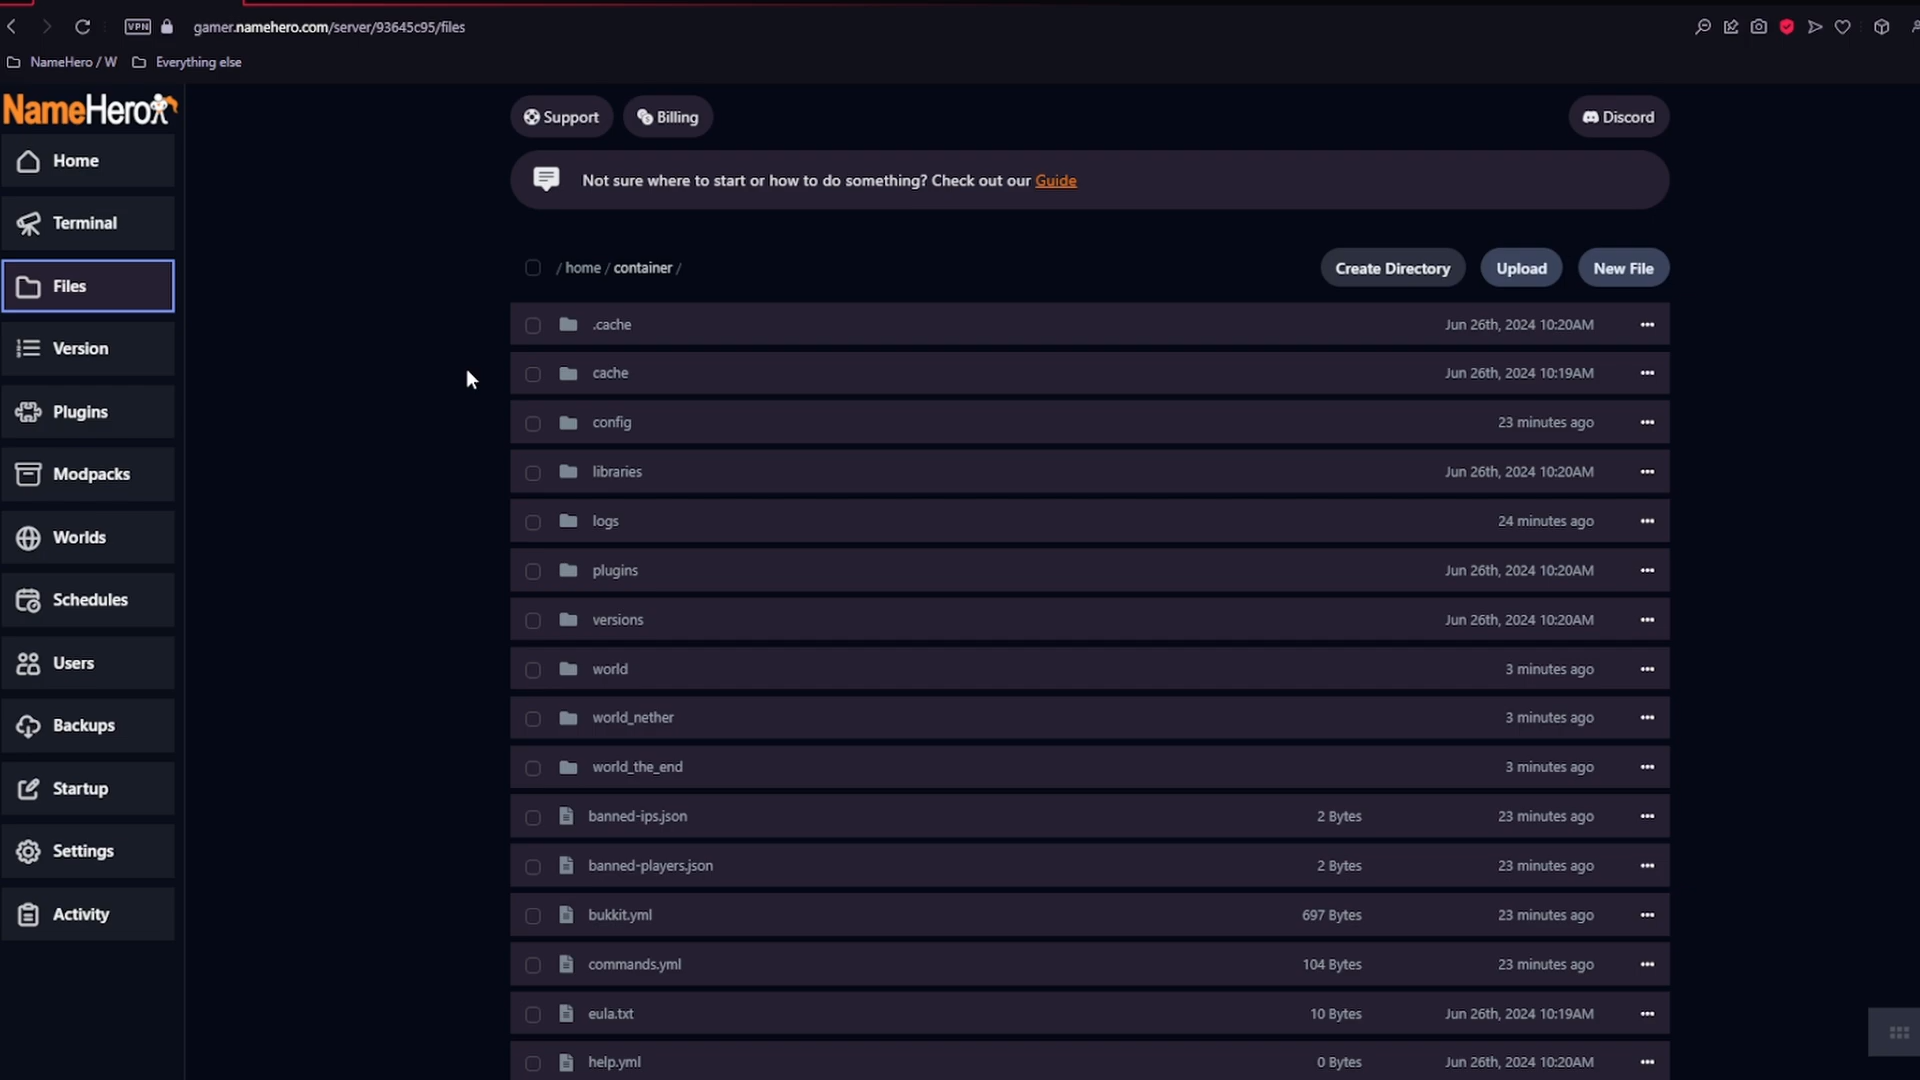 VPN gamer.namehero.com/server/93645c95/files
NameHero / W Everything else
NameHero
Home
Terminal
Files
Version
Plugins
Modpacks
Worlds
Schedules
Users
Backups
Startup
Settings
Activity
Support Billing Discord
Not sure where to start or how to do something? Check out our Guide
/ home / container / Create Directory Upload New File
.cache Jun 26th, 2024 10:20AM
cache Jun 26th, 2024 10:19AM
config 23 minutes ago
libraries Jun 26th, 2024 10:20AM
logs 24 minutes ago
plugins Jun 26th, 2024 10:20AM
versions Jun 26th, 2024 10:20AM
world 3 minutes ago
world_nether 3 minutes ago
world_the_end 3 minutes ago
banned-ips.json 2 Bytes 23 minutes ago
banned-players.json 2 Bytes 23 minutes ago
bukkit.yml 697 Bytes 23 minutes ago
commands.yml 104 Bytes 23 minutes ago
eula.txt 10 Bytes Jun 26th, 2024 10:19AM
help.yml 0 Bytes Jun 26th, 2024 10:20AM